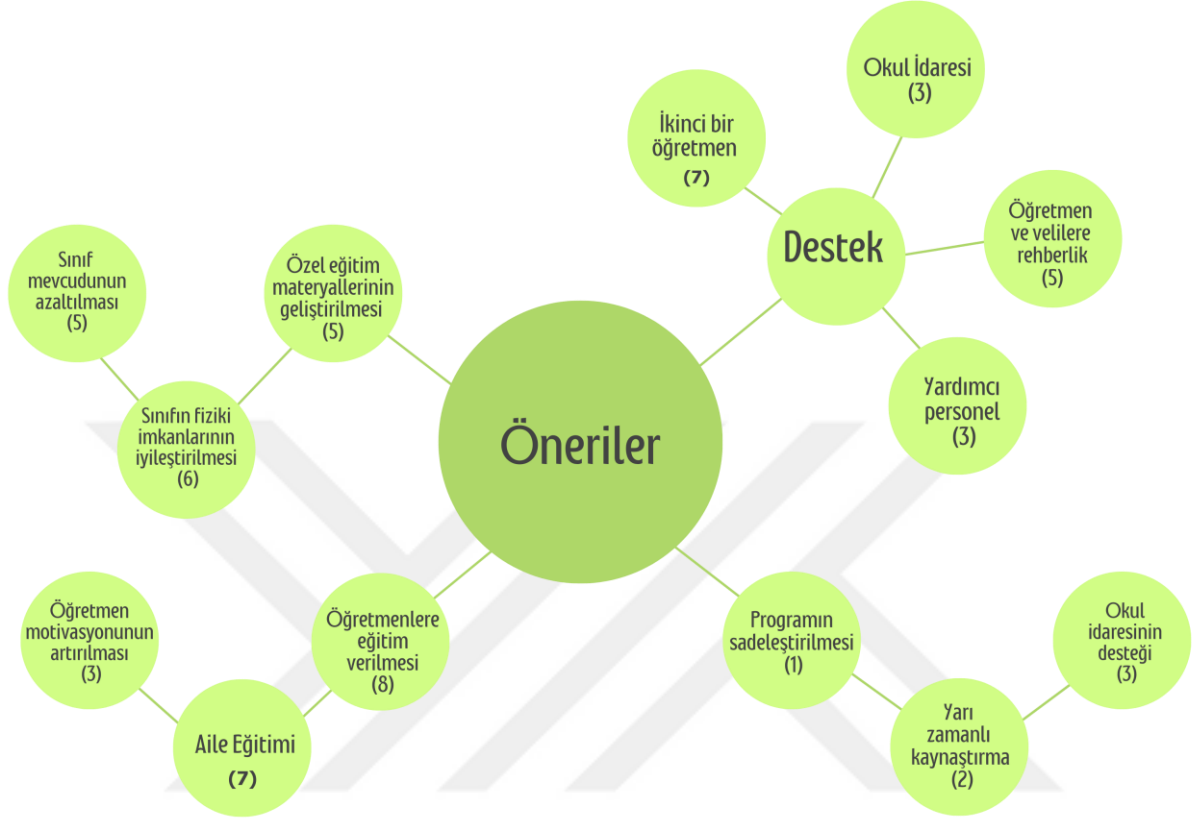 Okul İdaresi
(3)
İkinci bir
öğretmen
(7)
Destek
Öğretmen
ve velilere
rehberlik
(5)
Yardımcı
personel
(3)
Sınıf
mevcudunun
azaltılması
(5)
Özel eğitim
materyallerinin
geliştirilmesi
(5)
Sınıfın fiziki
imkanlarının
iyileştirilmesi
(6)
Öneriler
Öğretmen
motivasyonunun
artırılması
(3)
Öğretmenlere
eğitim
verilmesi
(8)
Aile Eğitimi
(7)
Programın
sadeleştirilmesi
(1)
Yarı
zamanlı
kaynaştırma
(2)
Okul
idaresinin
desteği
(3)